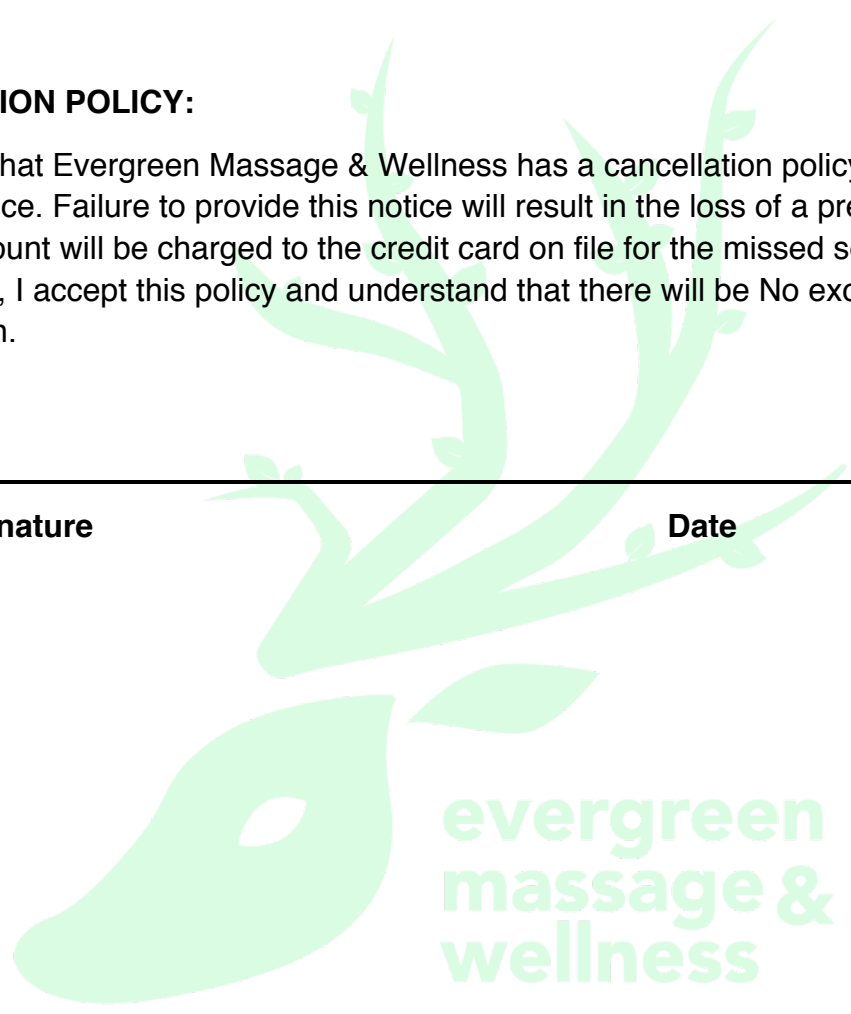 ION POLICY:
hat Evergreen Massage & Wellness has a cancellation policy
ce. Failure to provide this notice will result in the loss of a pre
ount will be charged to the credit card on file for the missed s
, I accept this policy and understand that there will be No exc
n.
nature Date
evergreen
massage &
wellness